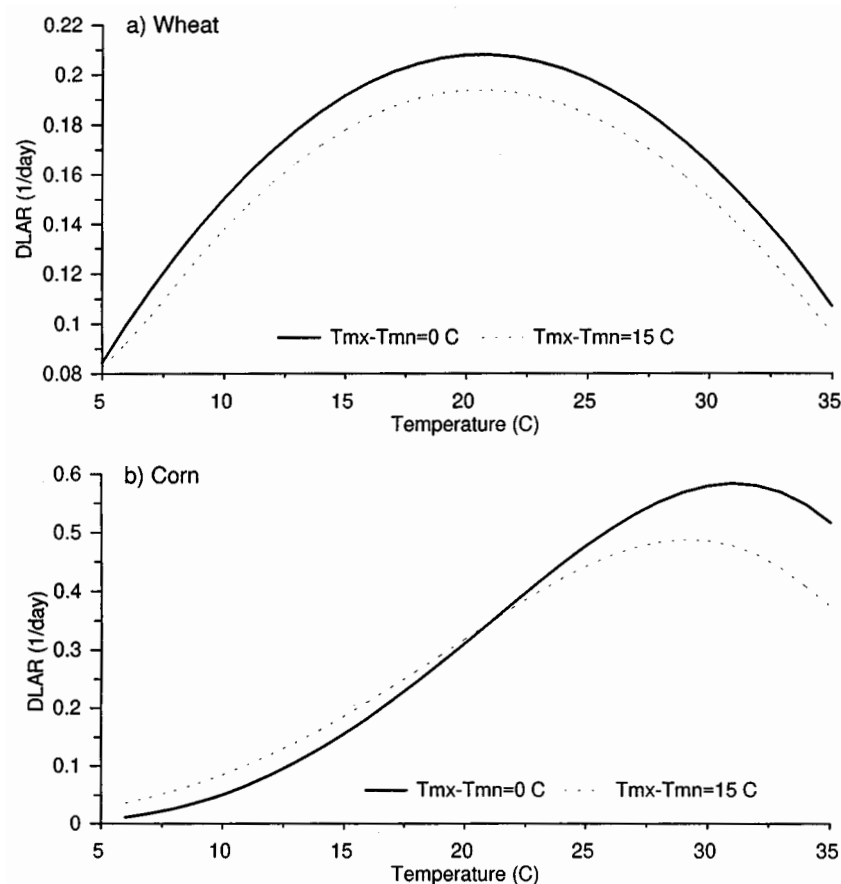 a) Wheat
0.22
0.2
0.18
0.16
0.14
0.12
0.1
0.08
DLAR (1/day)
Tmx-Tmn=0 C Tmx-Tmn=15 C
5 10 15 20 25 30 35
Temperature (C)
b) Corn
0.6
0.5
0.4
0.3
0.2
0.1
0
DLAR (1/day)
Tmx-Tmn=0 C Tmx-Tmn=15 C
5 10 15 20 25 30 35
Temperature (C)